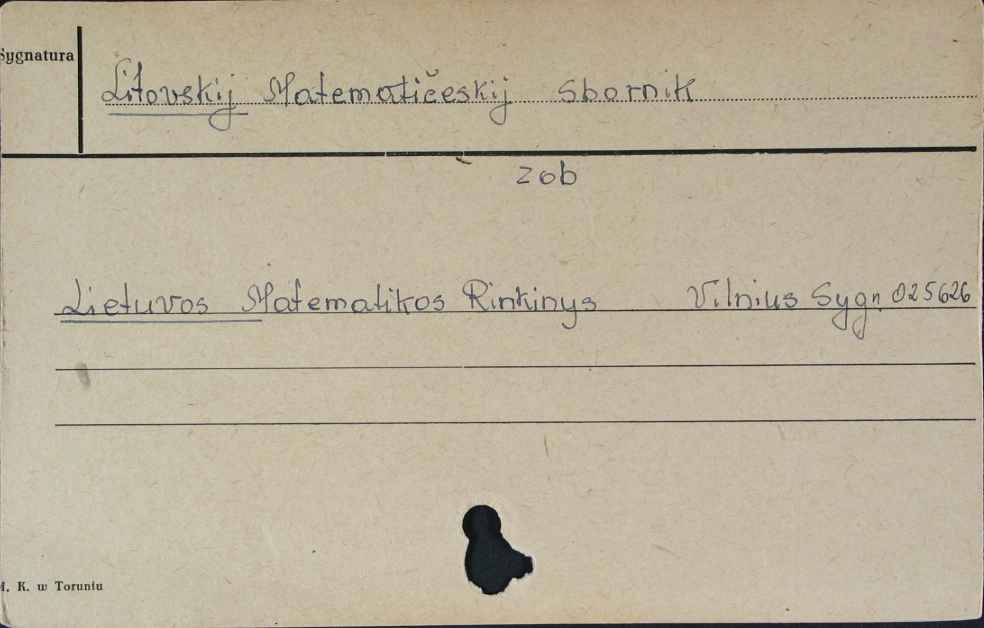 Sygnatura
Litovskij Matematičeskij Sbornik
zob
Lietuvos Matematikos Rinkinys Vilnius Sygn. 025626
M. K. w Toruniu